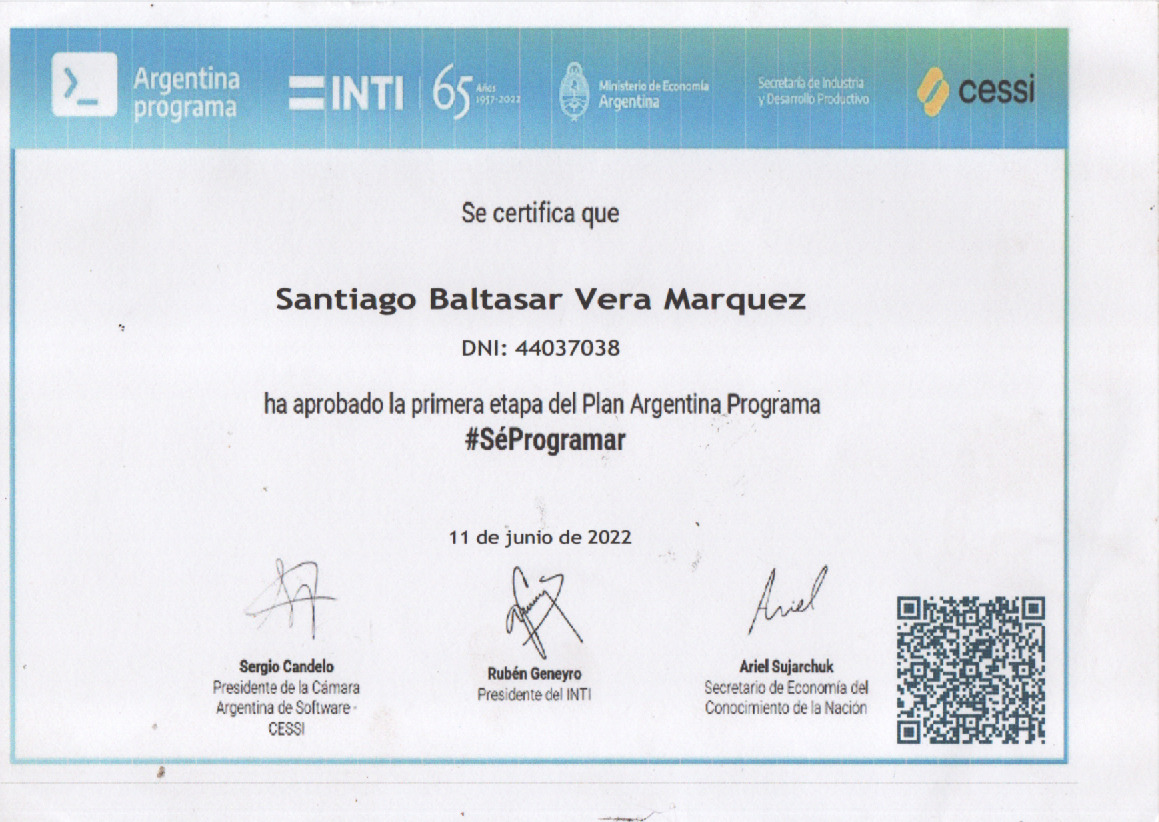 Argentina
programa
INTI
65 Años
1957-2022
Ministerio de Economía
Argentina
Secretaría de Industria
y Desarrollo Productivo
cessi
Se certifica que
Santiago Baltasar Vera Marquez
DNI: 44037038
ha aprobado la primera etapa del Plan Argentina Programa
#SéProgramar
11 de junio de 2022
Ariel
Sergio Candelo
Presidente de la Cámara
Argentina de Software -
CESSI
Rubén Geneyro
Presidente del INTI
Ariel Sujarchuk
Secretario de Economía del
Conocimiento de la Nación